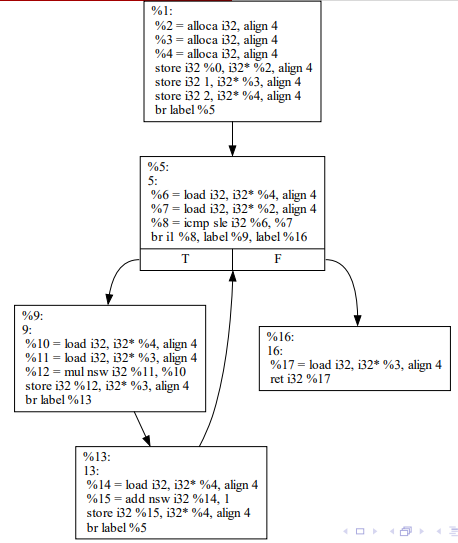 %1:
%2 = alloca i32, align 4
%3 = alloca i32, align 4
%4 = alloca i32, align 4
store i32 %0, i32* %2, align 4
store i32 1, i32* %3, align 4
store i32 2, i32* %4, align 4
br label %5
%5:
5:
%6 = load i32, i32* %4, align 4
%7 = load i32, i32* %2, align 4
%8 = icmp sle i32 %6, %7
br i1 %8, label %9, label %16
T
F
%9:
9:
%10 = load i32, i32* %4, align 4
%11 = load i32, i32* %3, align 4
%12 = mul nsw i32 %11, %10
store i32 %12, i32* %3, align 4
br label %13
%16:
16:
%17 = load i32, i32* %3, align 4
ret i32 %17
%13:
13:
%14 = load i32, i32* %4, align 4
%15 = add nsw i32 %14, 1
store i32 %15, i32* %4, align 4
br label %5